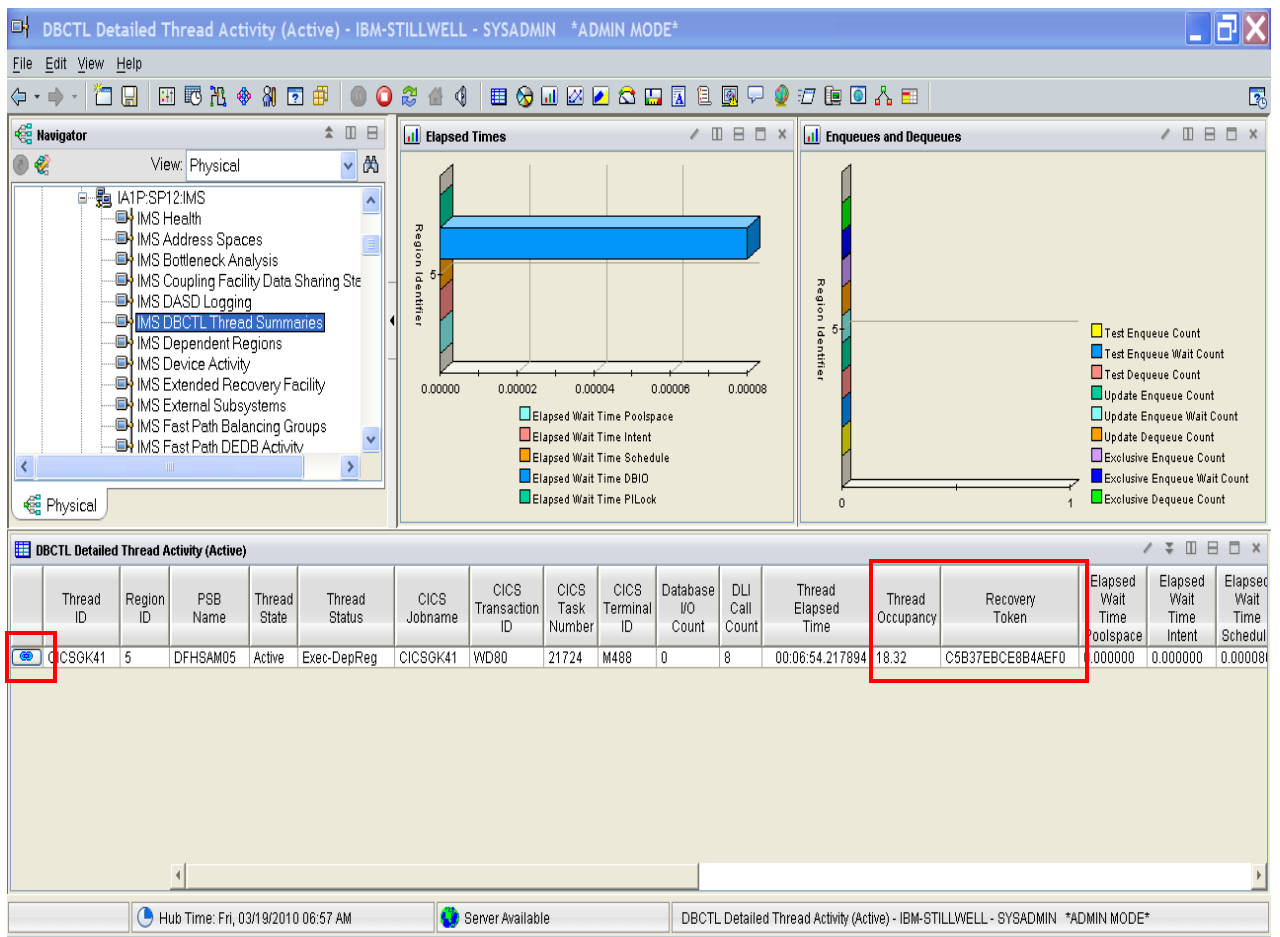 DBCTL Detailed Thread Activity (Active) - IBM-STILLWELL - SYSADMIN *ADMIN MODE*
File Edit View Help
Navigator
View: Physical
IA1P:SP12:IMS
IMS Health
IMS Address Spaces
IMS Bottleneck Analysis
IMS Coupling Facility Data Sharing Sta
IMS DASD Logging
IMS DBCTL Thread Summaries
IMS Dependent Regions
IMS Device Activity
IMS Extended Recovery Facility
IMS External Subsystems
IMS Fast Path Balancing Groups
IMS Fast Path DEDB Activity
Physical
Elapsed Times
Region Identifier
5
0.00000 0.00002 0.00004 0.00006 0.00008
Elapsed Wait Time Poolspace
Elapsed Wait Time Intent
Elapsed Wait Time Schedule
Elapsed Wait Time DBIO
Elapsed Wait Time PILock
Enqueues and Dequeues
Region Identifier
5
0 1
Test Enqueue Count
Test Enqueue Wait Count
Test Dequeue Count
Update Enqueue Count
Update Enqueue Wait Count
Update Dequeue Count
Exclusive Enqueue Count
Exclusive Enqueue Wait Count
Exclusive Dequeue Count
DBCTL Detailed Thread Activity (Active)
Thread ID Region ID PSB Name Thread State Thread Status CICS Jobname CICS Transaction ID CICS Task Number CICS Terminal ID Database I/O Count DLI Call Count Thread Elapsed Time Thread Occupancy Recovery Token Elapsed Wait Time Poolspace Elapsed Wait Time Intent Elapsed Wait Time Schedul
CICSGK41 5 DFHSAM05 Active Exec-DepReg CICSGK41 WD80 21724 M488 0 8 00:06:54.217894 18.32 C5B37EBCE8B4AEF0 0.000000 0.000000 0.00008
Hub Time: Fri, 03/19/2010 06:57 AM
Server Available
DBCTL Detailed Thread Activity (Active) - IBM-STILLWELL - SYSADMIN *ADMIN MODE*